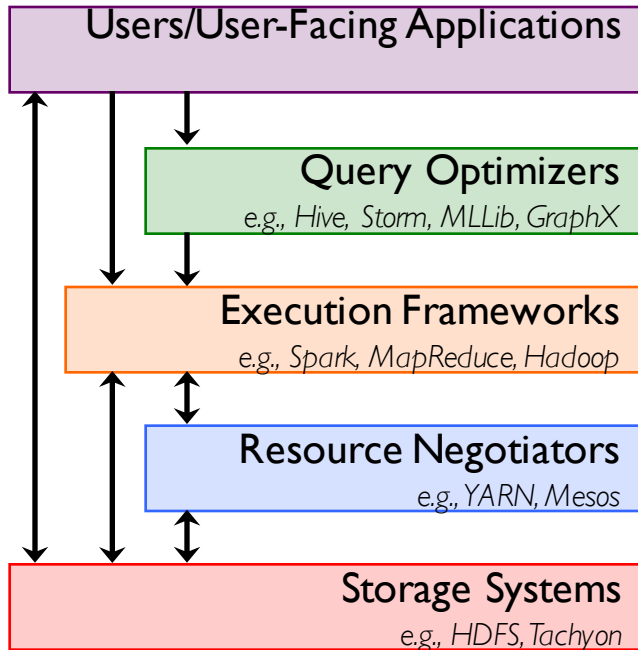 Users/User-Facing Applications
Query Optimizers
e.g., Hive, Storm, MLLib, GraphX
Execution Frameworks
e.g., Spark, MapReduce, Hadoop
Resource Negotiators
e.g., YARN, Mesos
Storage Systems
e.g., HDFS, Tachyon